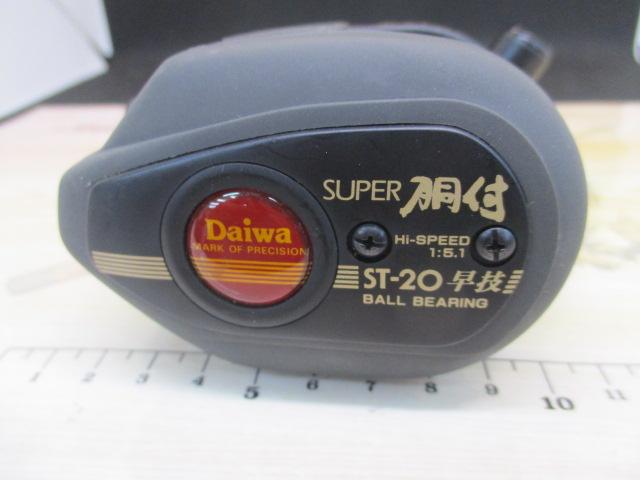 SUPER 胴付
Daiwa
MARK OF PRECISION
Hi-SPEED
1:5.1
ST-20 早技
BALL BEARING
1 2 3 4 5 6 7 8 9 10 11